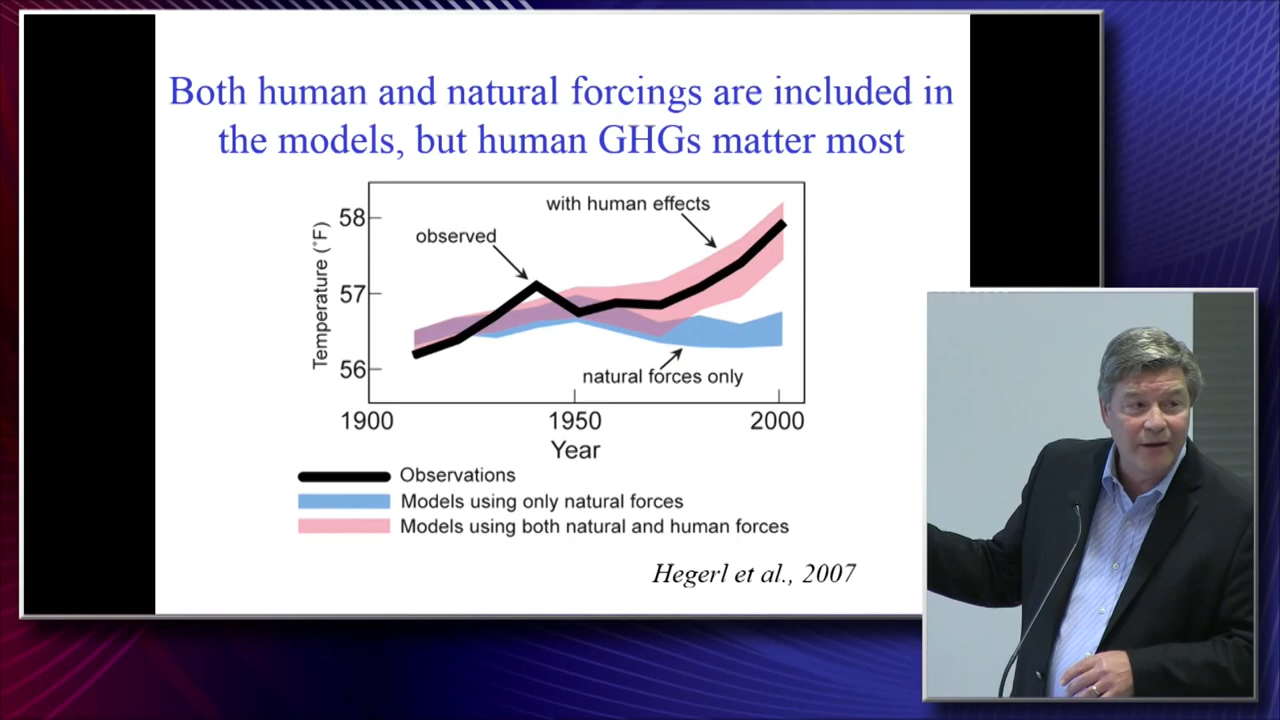 Both human and natural forcings are included in
the models, but human GHGs matter most
with human effects
observed
58
57
56
Temperature (˚F)
natural forces only
1900
1950
2000
Year
Observations
Models using only natural forces
Models using both natural and human forces
Hegerl et al., 2007